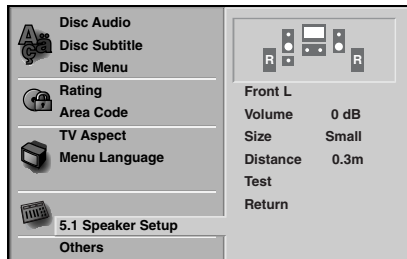 Disc Audio
Disc Subtitle
Disc Menu
Rating
Area Code
TV Aspect
Menu Language
5.1 Speaker Setup
Others
R R
Front L
Volume 0 dB
Size Small
Distance 0.3m
Test
Return
A ç a